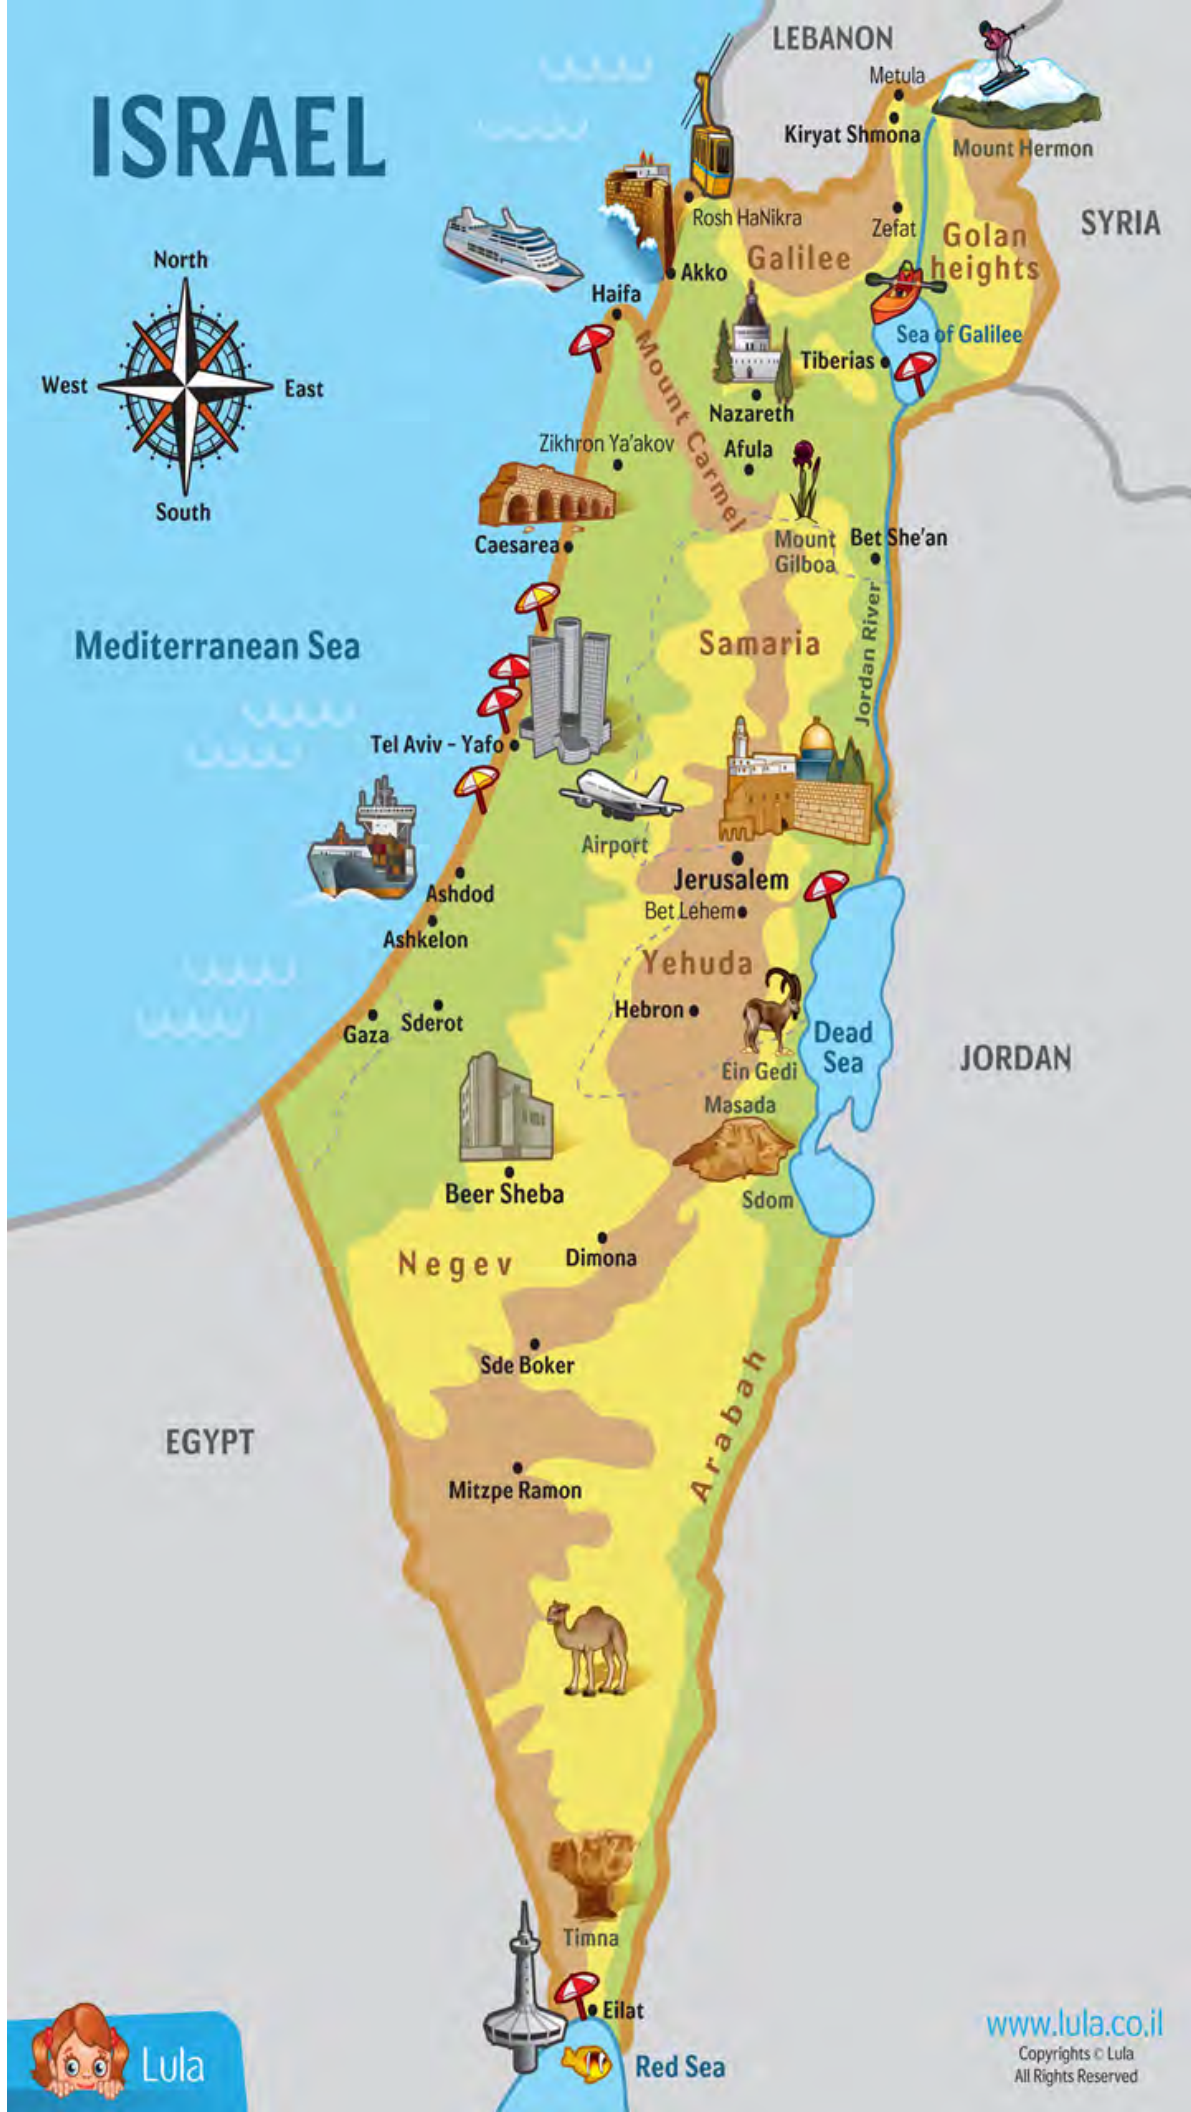 LEBANON
Metula
Kiryat Shmona
Mount Hermon
ISRAEL
SYRIA
Rosh HaNikra
Zefat
Golan
heights
Galilee
Akko
North
West
East
South
Haifa
Sea of Galilee
Tiberias
Mount Carmel
Nazareth
Afula
Zikhron Ya'akov
Caesarea
Mount
Gilboa
Bet She'an
Mediterranean Sea
Samaria
Jordan River
Tel Aviv - Yafo
Airport
Jerusalem
Bet Lehem
Ashdod
Ashkelon
Yehuda
Hebron
Gaza
Sderot
Dead
Sea
Ein Gedi
JORDAN
Masada
Beer Sheba
Sdom
Negev
Dimona
Sde Boker
Arabah
EGYPT
Mitzpe Ramon
Timna
Eilat
Red Sea
Lula
www.lula.co.il
Copyrights © Lula
All Rights Reserved